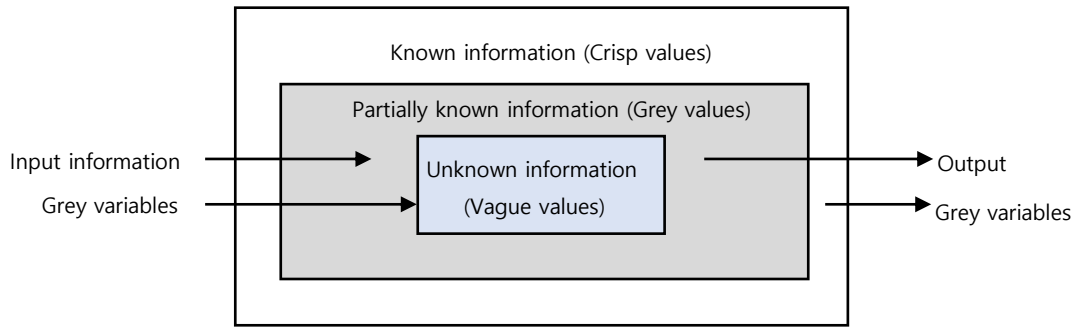 Known information (Crisp values)
Partially known information (Grey values)
Input information
Unknown information
(Vague values)
Output
Grey variables
Grey variables